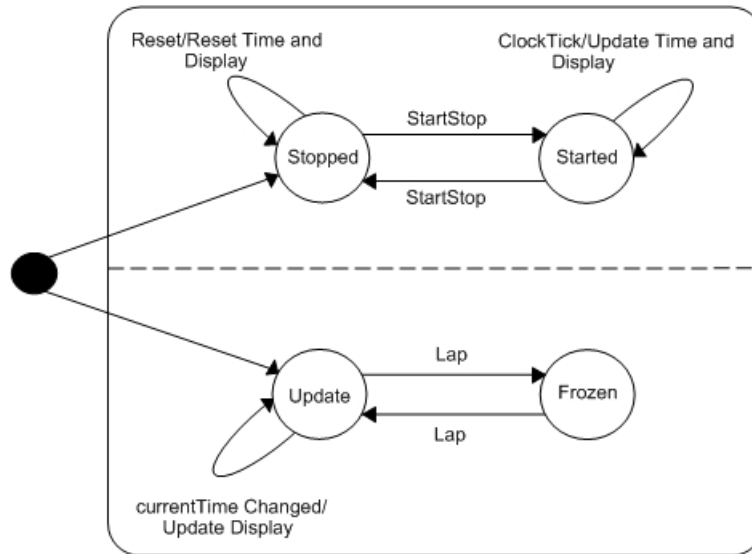 Reset/Reset Time and
Display
ClockTick/Update Time and
Display
StartStop
Stopped
Started
StartStop
Lap
Update
Frozen
Lap
currentTime Changed/
Update Display